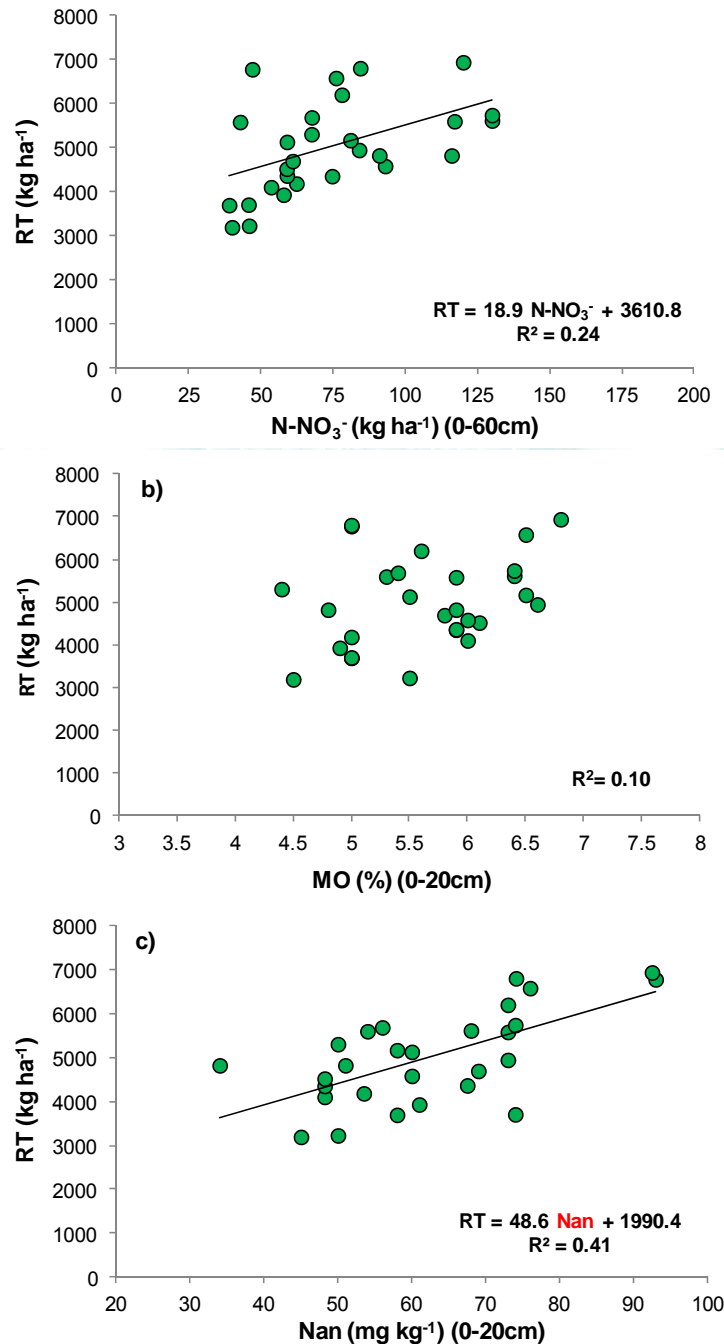 8000
7000
6000
5000
4000
3000
2000
1000
0
RT (kg ha⁻¹)
RT = 18.9 N-NO₃⁻ + 3610.8
R² = 0.24
0 25 50 75 100 125 150 175 200
N-NO₃⁻ (kg ha⁻¹) (0-60cm)
b)
8000
7000
6000
5000
4000
3000
2000
1000
0
RT (kg ha⁻¹)
R²= 0.10
3 3.5 4 4.5 5 5.5 6 6.5 7 7.5 8
MO (%) (0-20cm)
c)
8000
7000
6000
5000
4000
3000
2000
1000
0
RT (kg ha⁻¹)
RT = 48.6 Nan + 1990.4
R² = 0.41
20 30 40 50 60 70 80 90 100
Nan (mg kg⁻¹) (0-20cm)